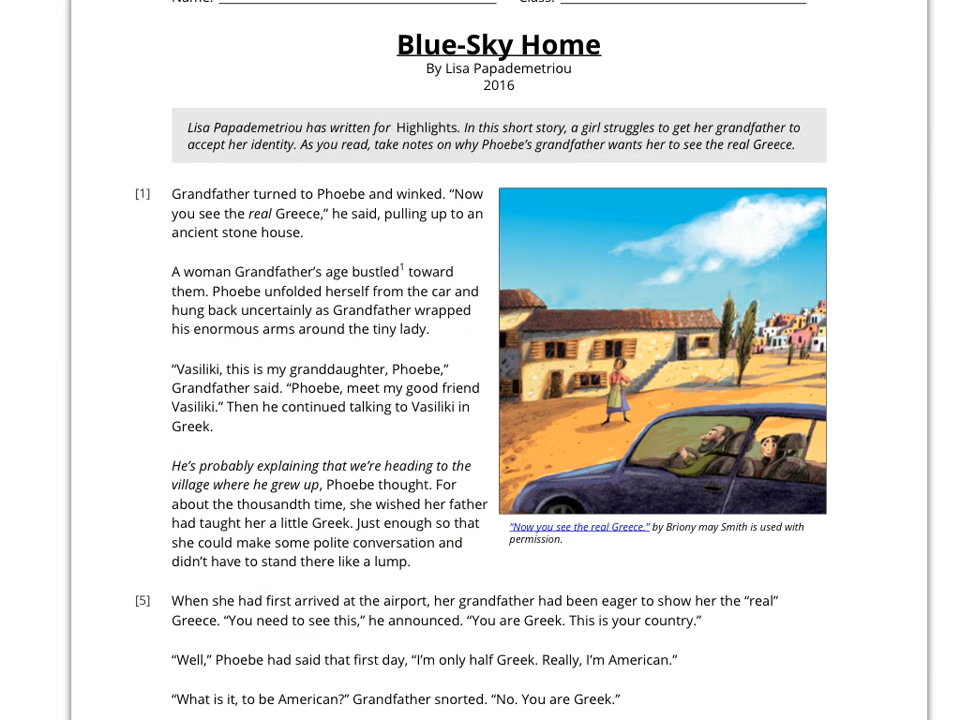 Name: Class:
Blue-Sky Home
By Lisa Papademetriou
2016
Lisa Papademetriou has written for Highlights. In this short story, a girl struggles to get her grandfather to
accept her identity. As you read, take notes on why Phoebe’s grandfather wants her to see the real Greece.
[1] Grandfather turned to Phoebe and winked. “Now
you see the real Greece,” he said, pulling up to an
ancient stone house.
A woman Grandfather’s age bustled1 toward
them. Phoebe unfolded herself from the car and
hung back uncertainly as Grandfather wrapped
his enormous arms around the tiny lady.
“Vasiliki, this is my granddaughter, Phoebe,”
Grandfather said. “Phoebe, meet my good friend
Vasiliki.” Then he continued talking to Vasiliki in
Greek.
He’s probably explaining that we’re heading to the
village where he grew up, Phoebe thought. For
about the thousandth time, she wished her father
had taught her a little Greek. Just enough so that
she could make some polite conversation and
didn’t have to stand there like a lump.
“Now you see the real Greece.” by Briony may Smith is used with
permission.
[5] When she had first arrived at the airport, her grandfather had been eager to show her the “real”
Greece. “You need to see this,” he announced. “You are Greek. This is your country.”
“Well,” Phoebe had said that first day, “I’m only half Greek. Really, I’m American.”
“What is it, to be American?” Grandfather snorted. “No. You are Greek.”